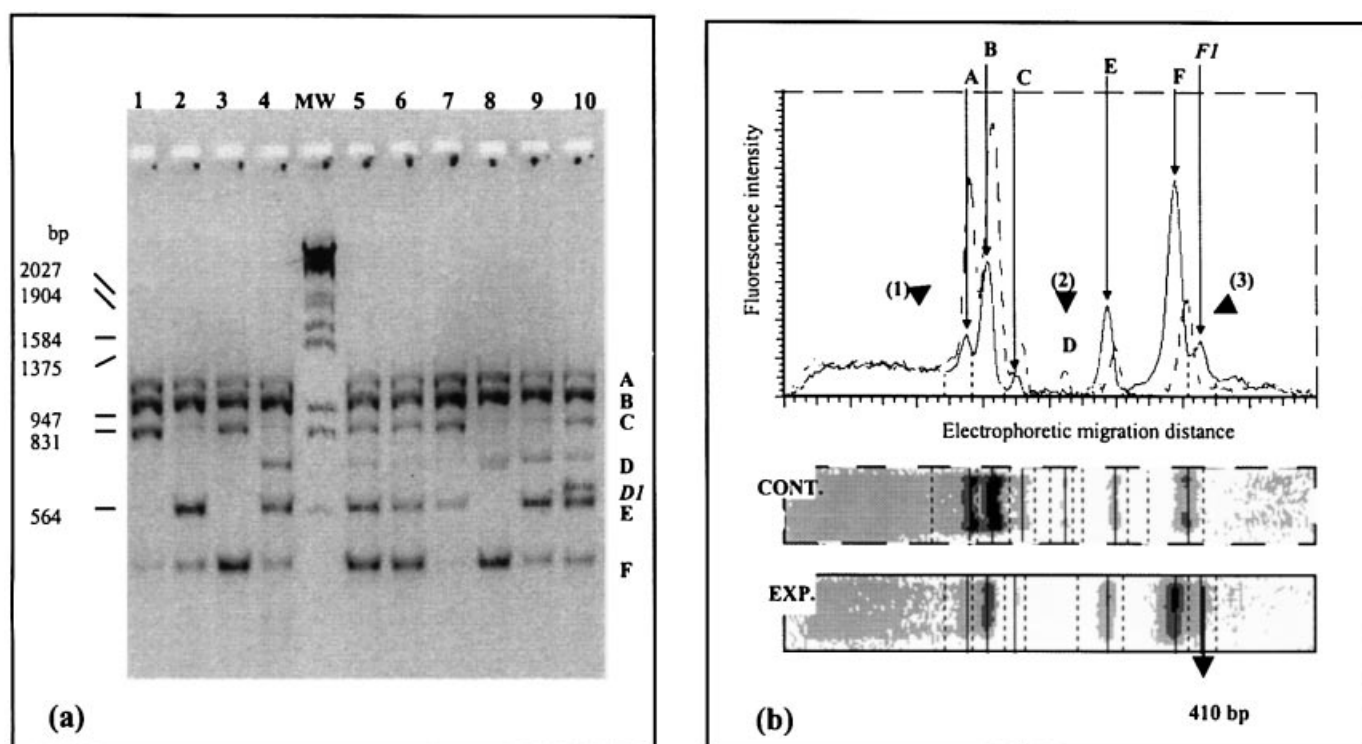 1 2 3 4 MW 5 6 7 8 9 10
bp
2027
1904
1584
1375
947
831
564
A
B
C
D
D1
E
F
(a)
Fluorescence intensity
A B C E F F1
(1) (2) (3)
D
Electrophoretic migration distance
CONT.
EXP.
410 bp
(b)